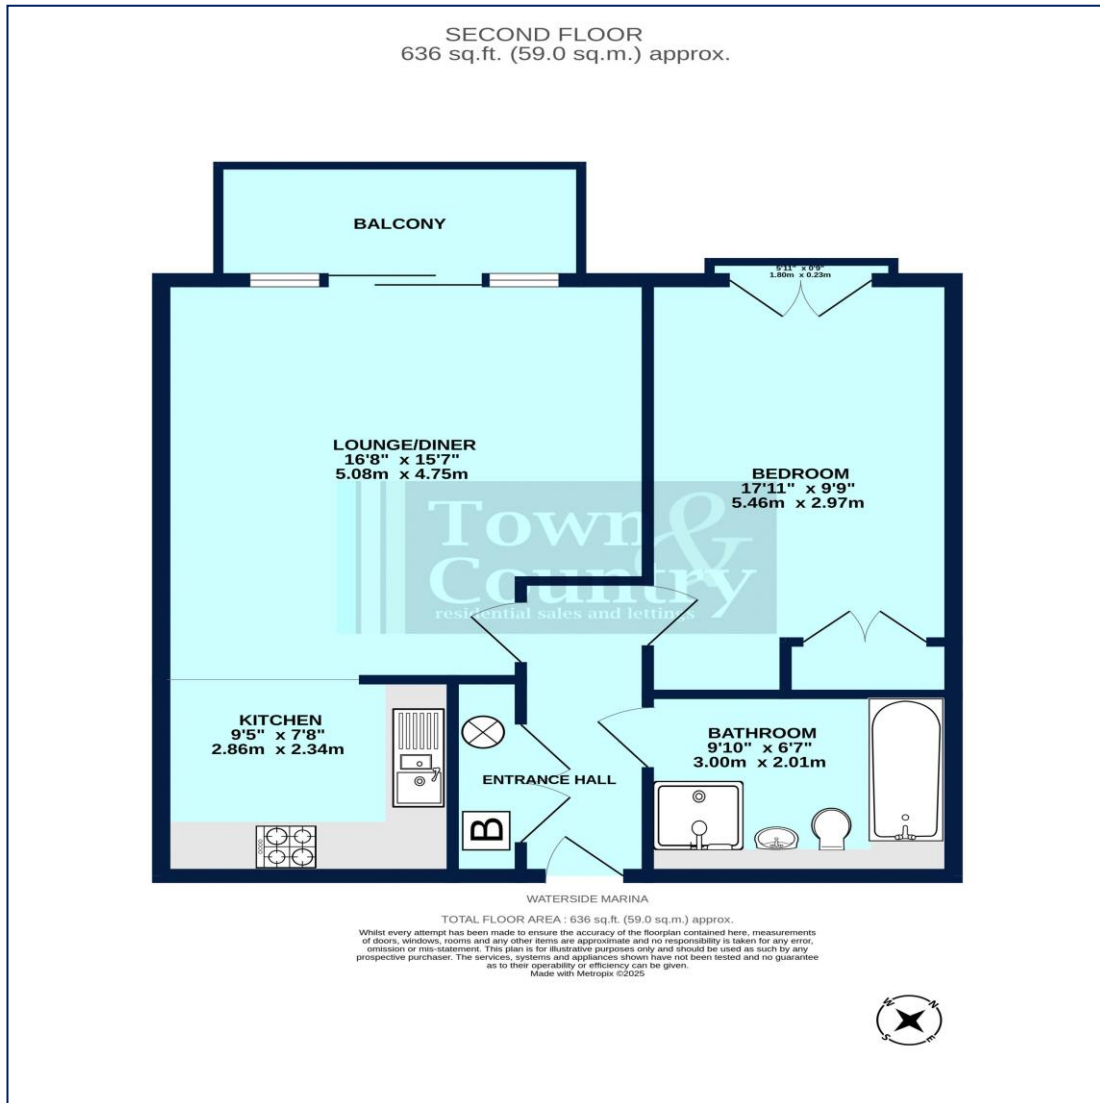 SECOND FLOOR
636 sq.ft. (59.0 sq.m.) approx.
BALCONY
5'11" x 0'9"
1.80m x 0.23m
LOUNGE/DINER
16'8" x 15'7"
5.08m x 4.75m
BEDROOM
17'11" x 9'9"
5.46m x 2.97m
Town &
Country
residential sales and lettings
KITCHEN
9'5" x 7'8"
2.86m x 2.34m
BATHROOM
9'10" x 6'7"
3.00m x 2.01m
ENTRANCE HALL
B
WATERSIDE MARINA
TOTAL FLOOR AREA : 636 sq.ft. (59.0 sq.m.) approx.
Whilst every attempt has been made to ensure the accuracy of the floorplan contained here, measurements
of doors, windows, rooms and any other items are approximate and no responsibility is taken for any error,
omission or mis-statement. This plan is for illustrative purposes only and should be used as such by any
prospective purchaser. The services, systems and appliances shown have not been tested and no guarantee
as to their operability or efficiency can be given.
Made with Metropix ©2025
W N
S E